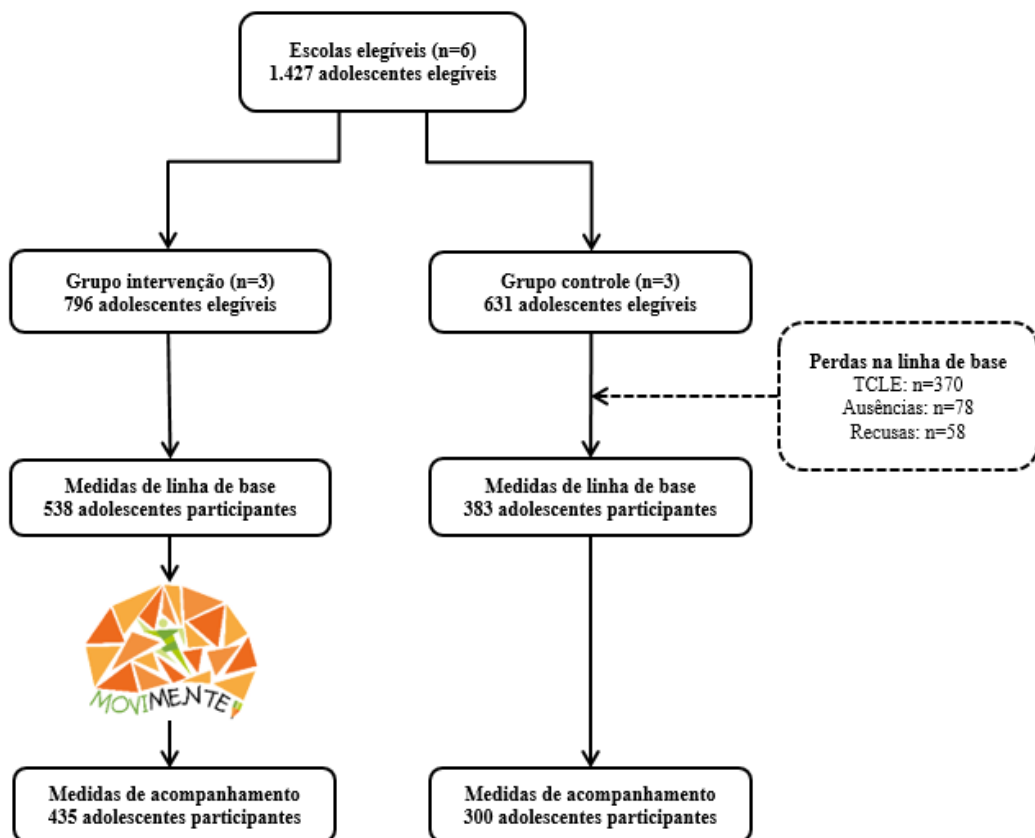 Escolas elegíveis (n=6)
1.427 adolescentes elegíveis
Grupo intervenção (n=3)
796 adolescentes elegíveis
Grupo controle (n=3)
631 adolescentes elegíveis
Perdas na linha de base
TCLE: n=370
Ausências: n=78
Recusas: n=58
Medidas de linha de base
538 adolescentes participantes
Medidas de linha de base
383 adolescentes participantes
MOVIMENTE
Medidas de acompanhamento
435 adolescentes participantes
Medidas de acompanhamento
300 adolescentes participantes